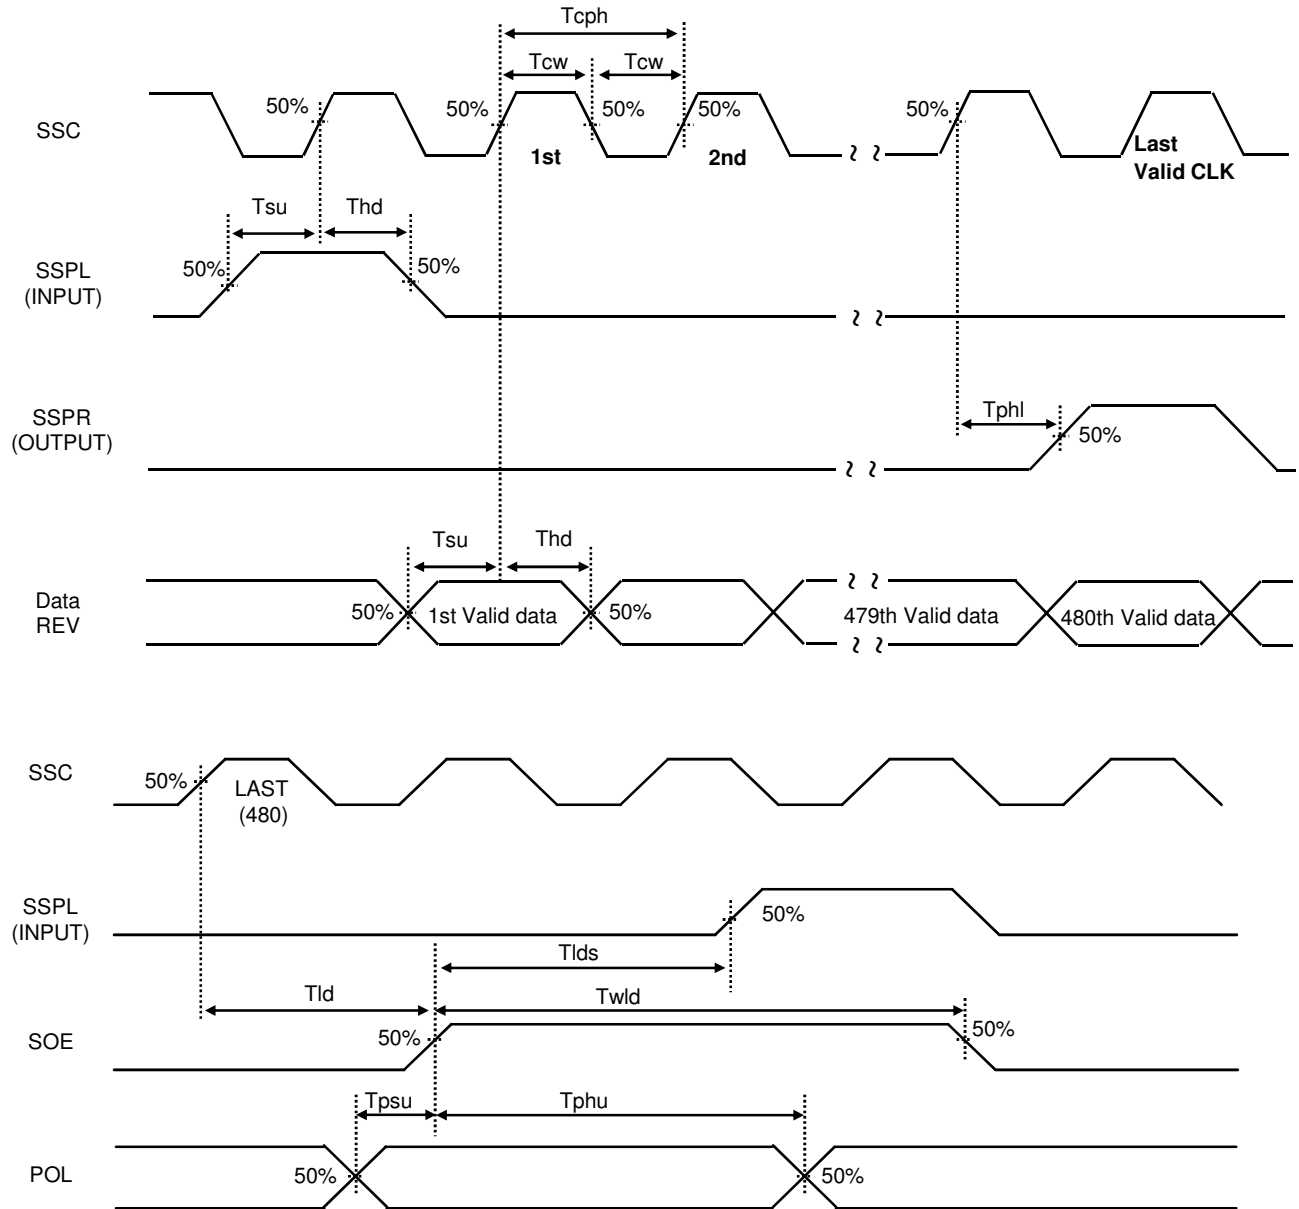 Tcph
Tcw Tcw
SSC 50% 50% 50% 50% 50%
1st 2nd Last
Valid CLK
Tsu Thd
SSPL
(INPUT)
50% 50%
SSPR
(OUTPUT)
Tphl
50%
Tsu Thd
Data
REV
50% 1st Valid data 50% 479th Valid data 480th Valid data
SSC
50% LAST
(480)
SSPL
(INPUT)
50%
Tlds
Tld Twld
SOE 50% 50%
Tpsu Tphu
POL 50% 50%